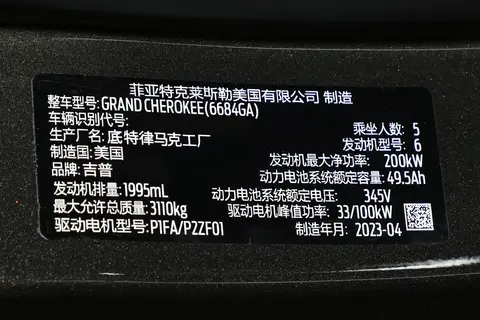 菲亚特克莱斯勒美国有限公司 制造
整车型号: GRAND CHEROKEE(6684GA)
车辆识别代号:
乘坐人数: 5
生产厂名: 底特律马克工厂
发动机型号: 6
制造国: 美国
发动机最大净功率: 200kW
品牌: 吉普
动力电池系统额定容量: 49.5Ah
发动机排量: 1995mL
动力电池系统额定电压: 345V
最大允许总质量: 3110kg
驱动电机峰值功率: 33/100kW
驱动电机型号: P1FA/P2ZF01
制造年月: 2023-04